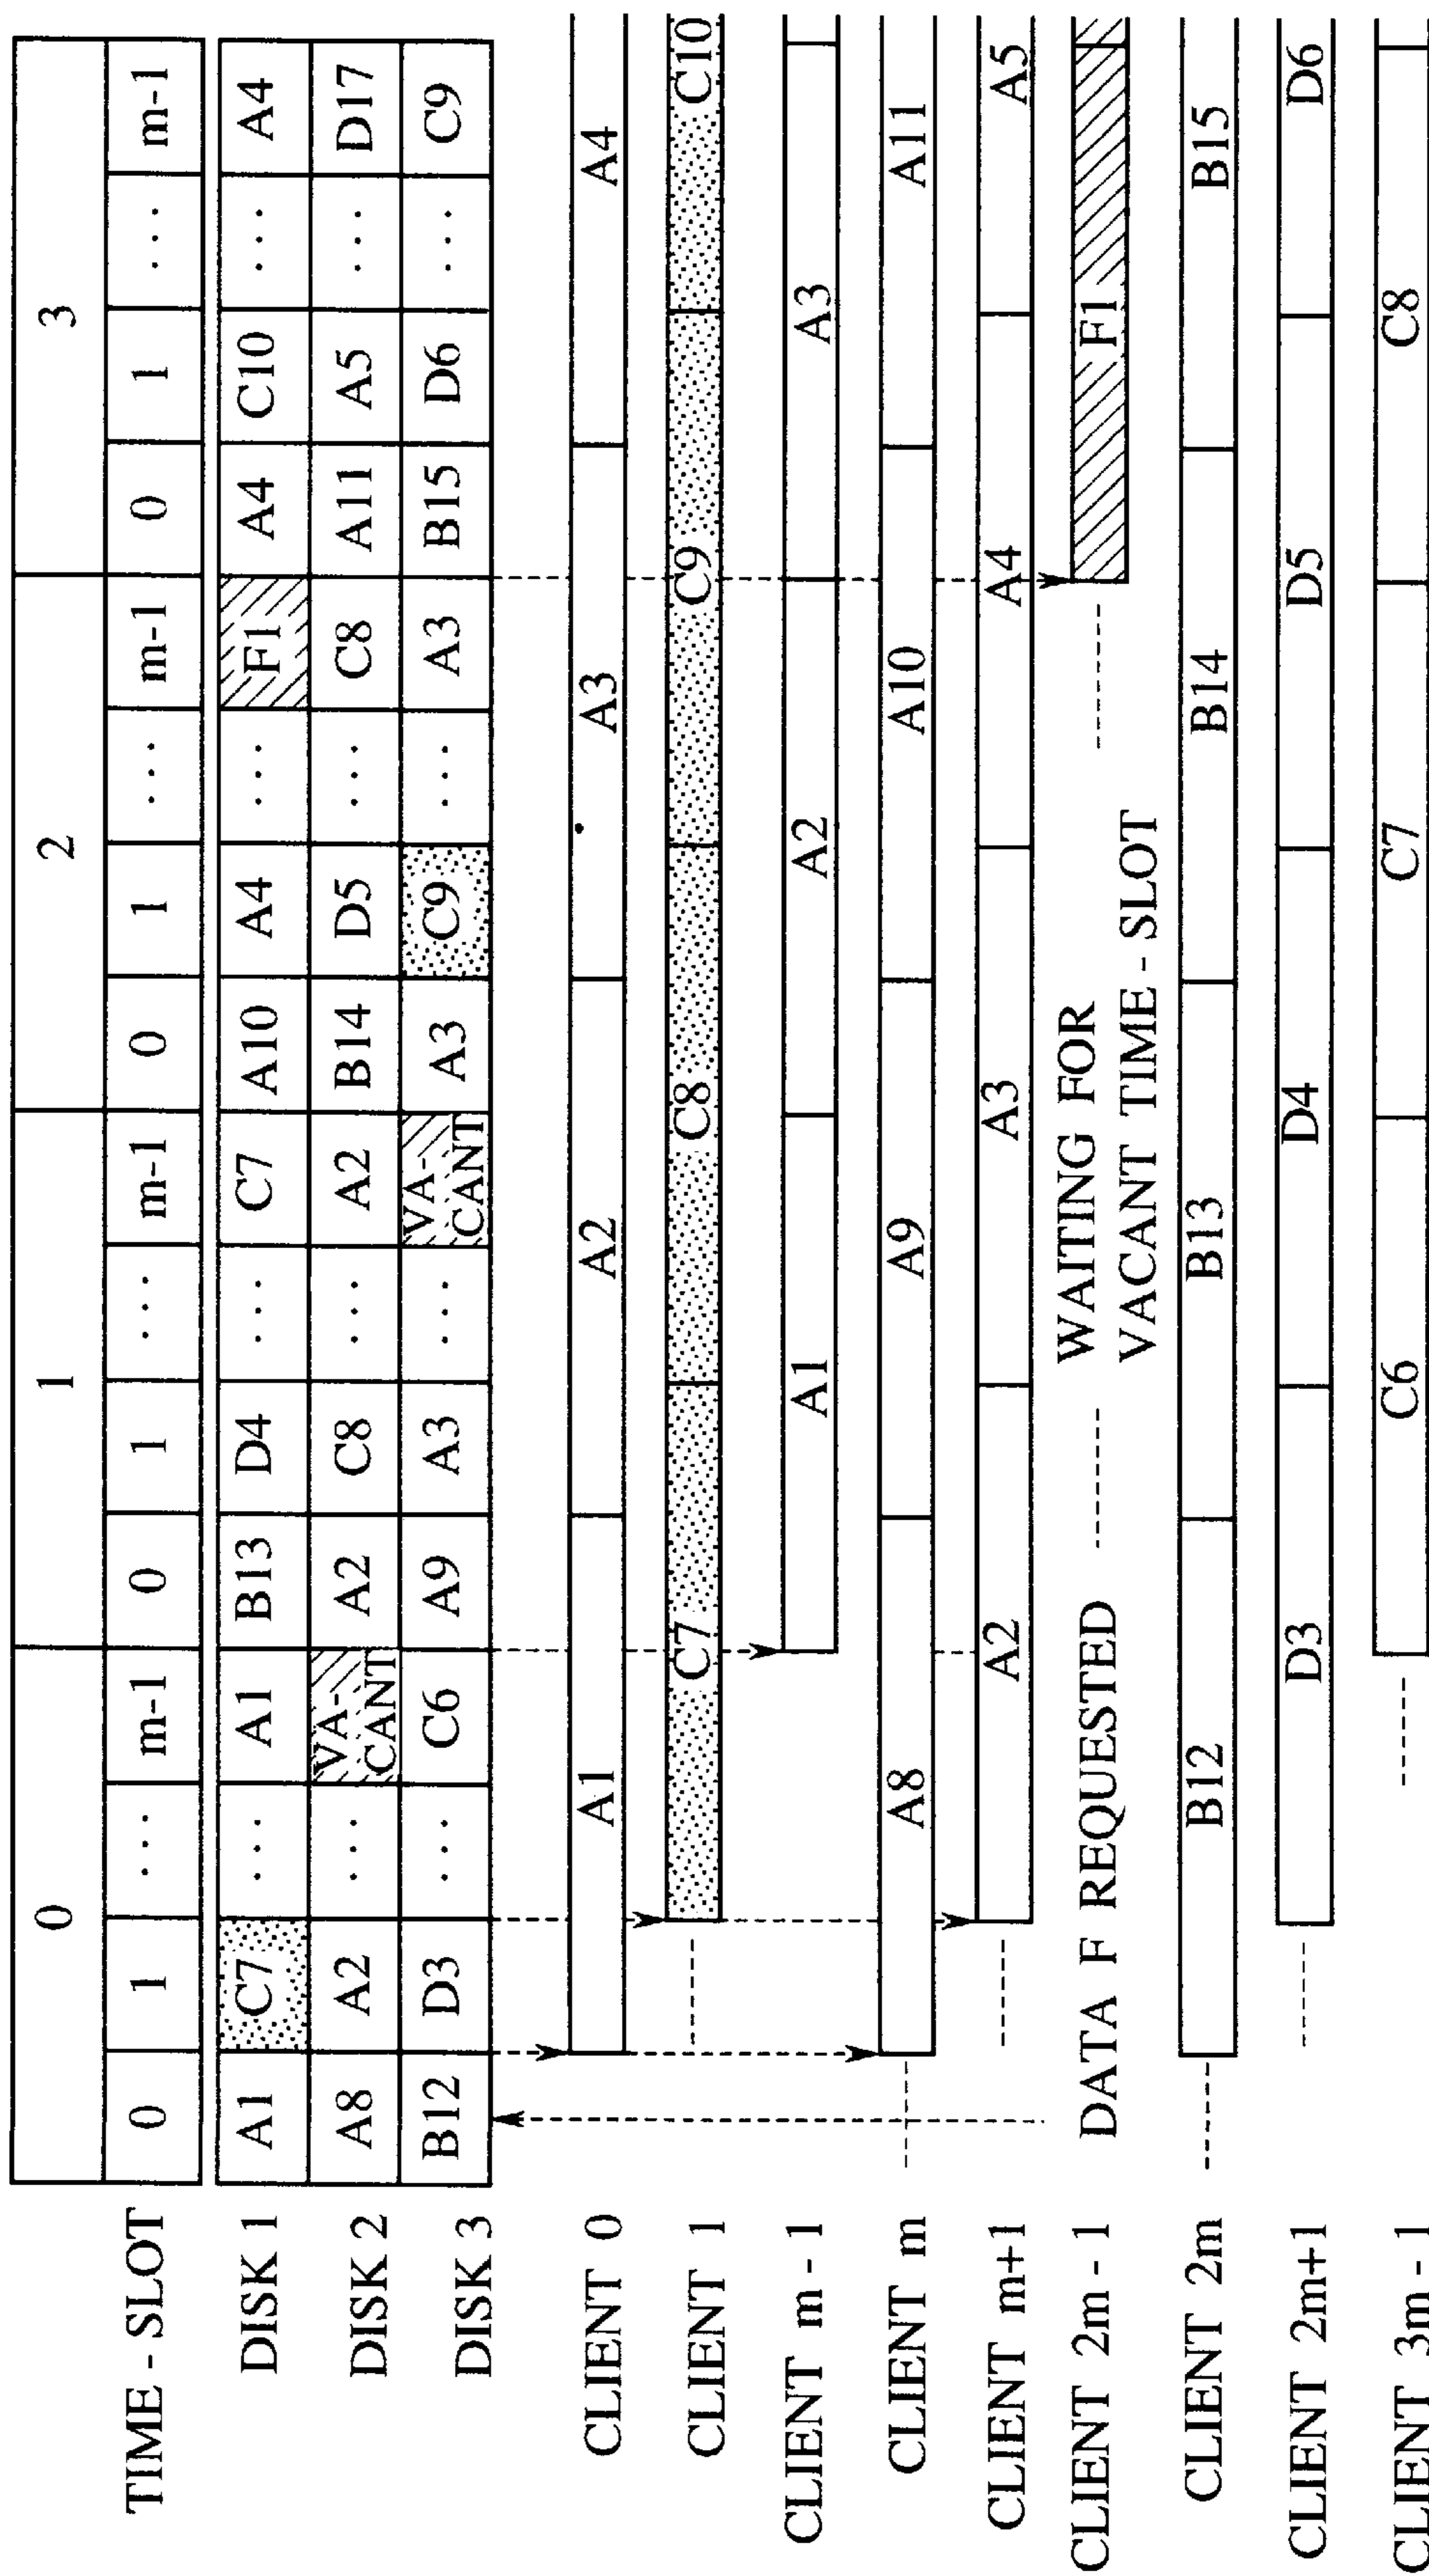 0 1 2 3
TIME - SLOT 0 1 ... m-1 0 1 ... m-1 0 1 ... m-1 0 1 ... m-1
DISK 1 A1 C7 ... A1 B13 D4 ... C7 A10 A4 ... F1 A4 C10 ... A4
DISK 2 A8 A2 ... VA-CANT A2 C8 ... A2 B14 D5 ... C8 A11 A5 ... D17
DISK 3 B12 D3 ... C6 A9 A3 ... VA-CANT A3 C9 ... A3 B15 D6 ... C9
CLIENT 0 A1 A2 A3 A4
CLIENT 1 C7 C8 C9 C10
CLIENT m - 1 A1 A2 A3
CLIENT m A8 A9 A10 A11
CLIENT m+1 A2 A3 A4 A5
CLIENT 2m - 1 DATA F REQUESTED WAITING FOR F1
VACANT TIME - SLOT
CLIENT 2m B12 B13 B14 B15
CLIENT 2m+1 D3 D4 D5 D6
CLIENT 3m - 1 C6 C7 C8